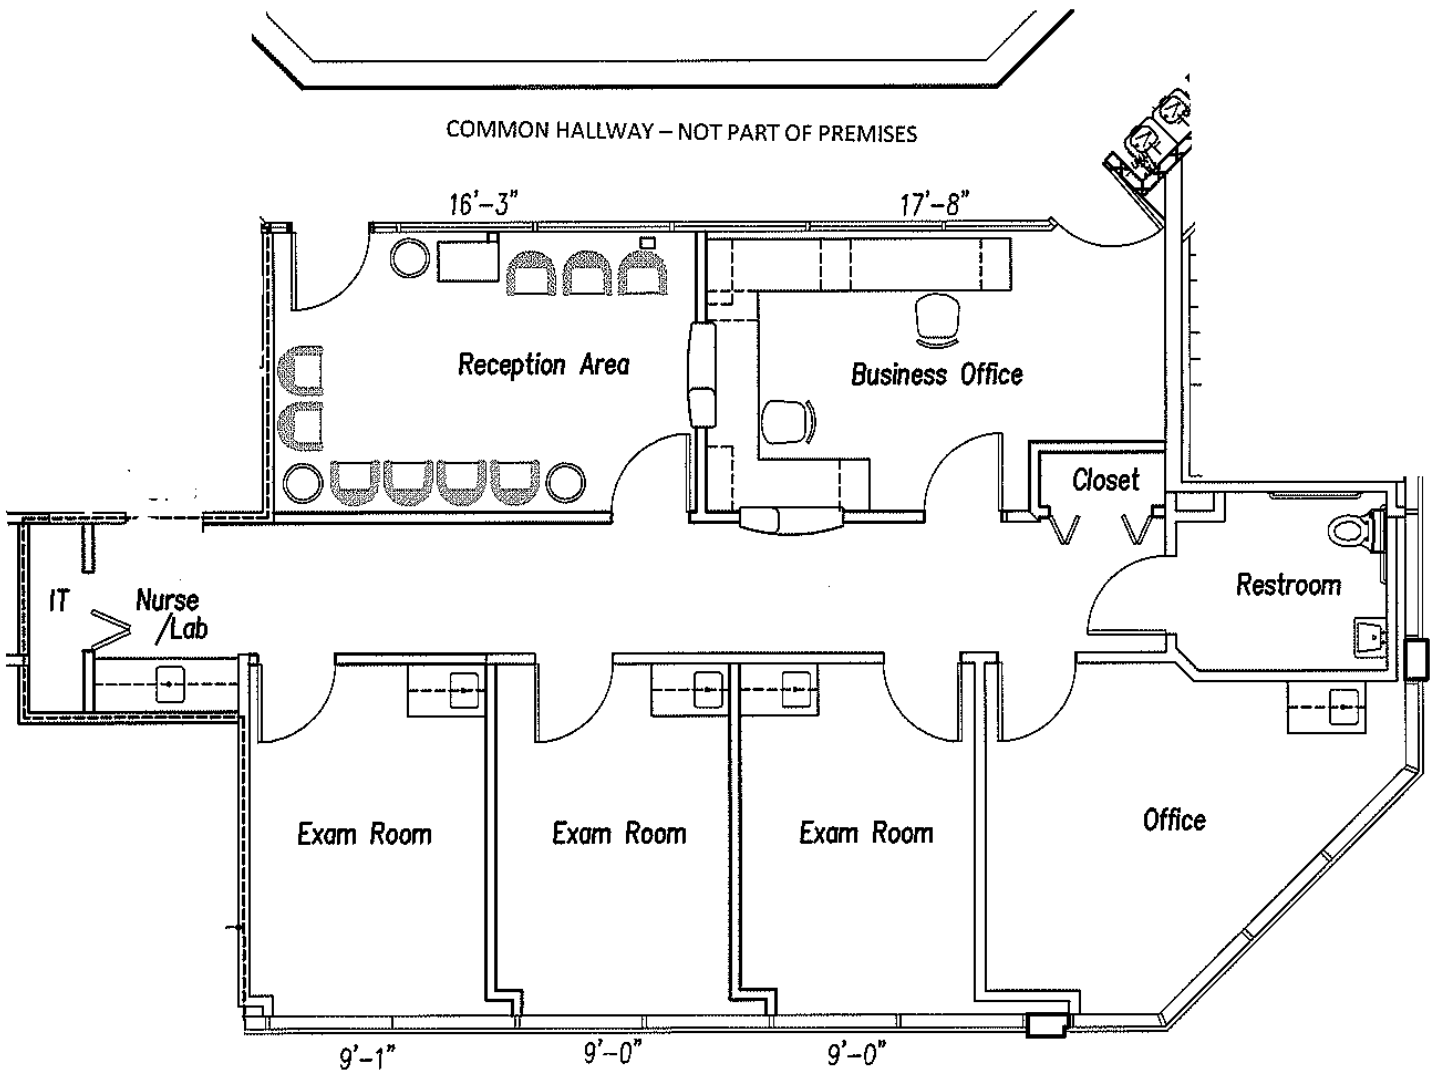 COMMON HALLWAY – NOT PART OF PREMISES
16'-3"
17'-8"
Reception Area
Business Office
Closet
Restroom
IT
Nurse
/Lab
Exam Room
Exam Room
Exam Room
Office
9'-1"
9'-0"
9'-0"